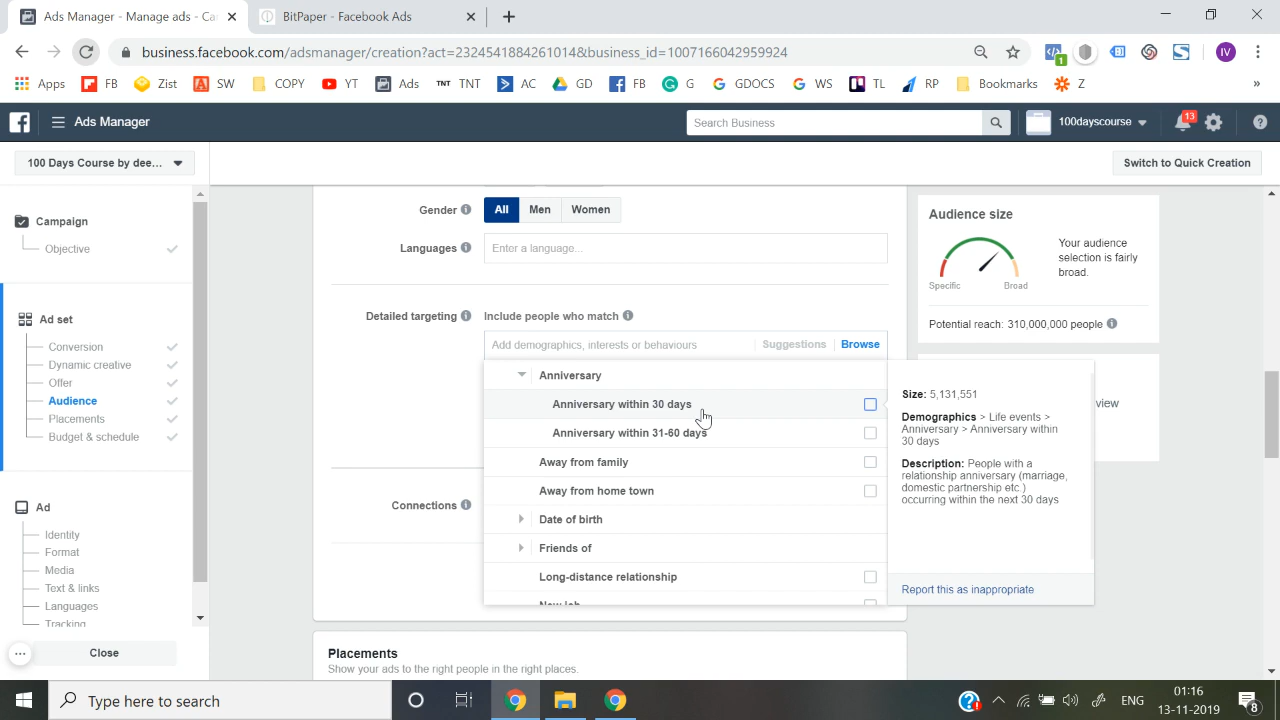 Ads Manager - Manage ads - Ca
BitPaper - Facebook Ads
business.facebook.com/adsmanager/creation?act=232454184261014&business_id=1007166042959924
IV
1
Apps
FB
Zist
SW
COPY
YT
Ads
TNT TNT
AC
GD
FB
G
GDOCS
WS
TL
RP
Bookmarks
Z
»
Ads Manager
Search Business
100dayscourse
13
100 Days Course by dee...
Switch to Quick Creation
Campaign
Objective
Ad set
Conversion
Dynamic creative
Offer
Audience
Placements
Budget & schedule
Ad
Identity
Format
Media
Text & links
Languages
Tracking
Close
Gender
All
Men
Women
Languages
Enter a language...
Detailed targeting
Include people who match
Add demographics, interests or behaviours
Suggestions
Browse
Anniversary
Anniversary within 30 days
Anniversary within 31-60 days
Away from family
Away from home town
Date of birth
Friends of
Long-distance relationship
New job
Connections
Placements
Show your ads to the right people in the right places.
Size: 5,131,551
Demographics > Life events >
Anniversary > Anniversary within
30 days
Description: People with a
relationship anniversary (marriage,
domestic partnership etc.)
occurring within the next 30 days
Report this as inappropriate
Audience size
Specific
Broad
Your audience
selection is fairly
broad.
Potential reach: 310,000,000 people
view
Type here to search
ENG
01:16
13-11-2019
8